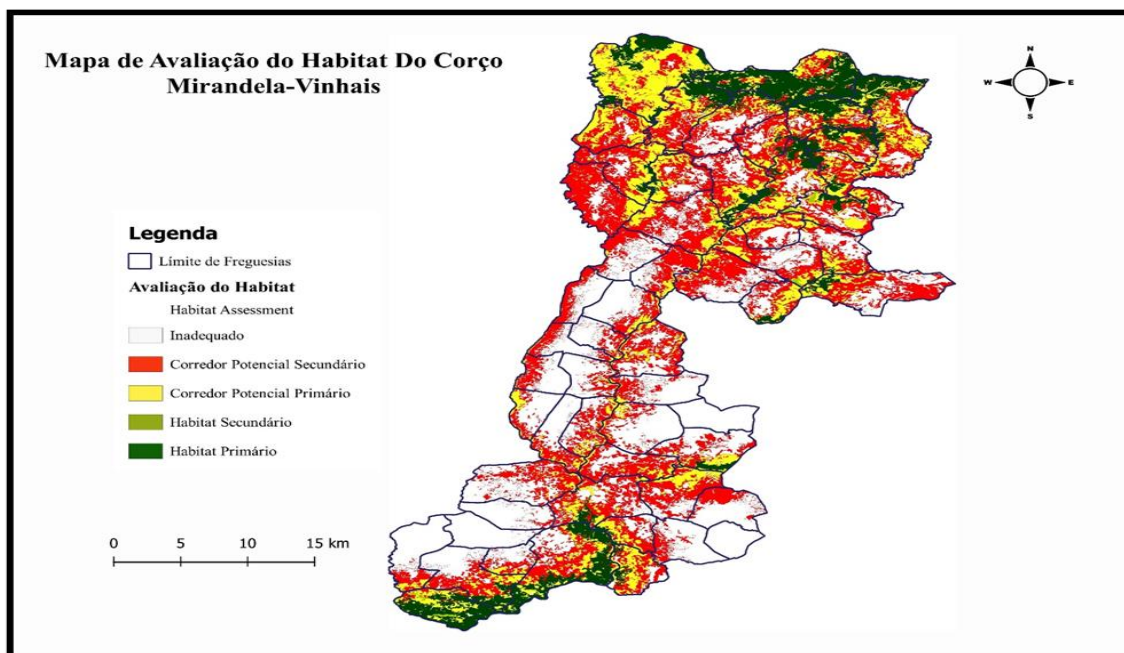 Mapa de Avaliação do Habitat Do Corço
Mirandela-Vinhais
N
W E
S
Legenda
Límite de Freguesias
Avaliação do Habitat
Habitat Assessment
Inadequado
Corredor Potencial Secundário
Corredor Potencial Primário
Habitat Secundário
Habitat Primário
0 5 10 15 km